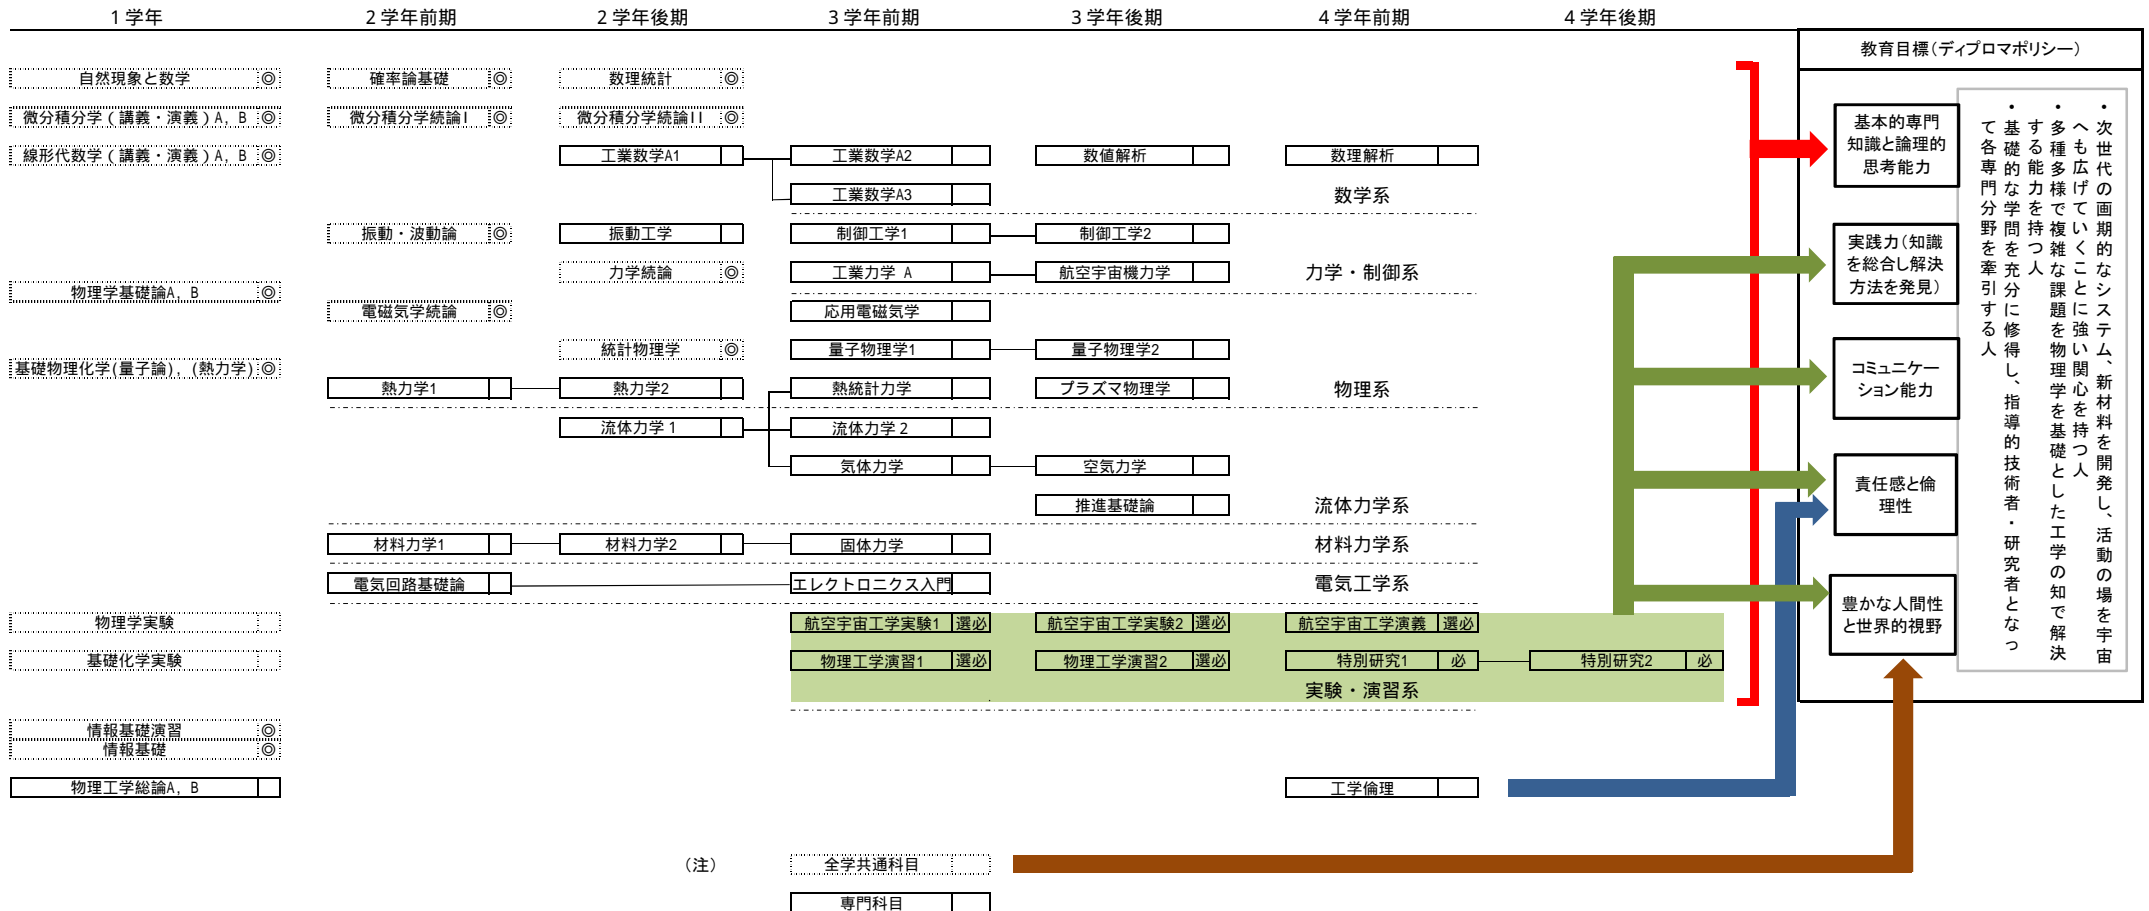 1学年 2学年前期 2学年後期 3学年前期 3学年後期 4学年前期 4学年後期
教育目標(ディプロマポリシー)
自然現象と数学 ◎ 確率論基礎 ◎ 数理統計 ◎
微分積分学(講義・演義)A, B ◎ 微分積分学続論I ◎ 微分積分学続論II ◎
線形代数学(講義・演義)A, B ◎ 工業数学A1 工業数学A2 数値解析 数理解析
工業数学A3 数学系
振動・波動論 ◎ 振動工学 制御工学1 制御工学2
力学続論 ◎ 工業力学 A 航空宇宙機力学 力学・制御系
物理学基礎論A, B ◎
電磁気学続論 ◎ 応用電磁気学
統計物理学 ◎ 量子物理学1 量子物理学2
基礎物理化学(量子論), (熱力学) ◎
熱力学1 熱力学2 熱統計力学 プラズマ物理学 物理系
流体力学1 流体力学2
気体力学 空気力学
推進基礎論 流体力学系
材料力学1 材料力学2 固体力学 材料力学系
電気回路基礎論 エレクトロニクス入門 電気工学系
物理学実験 航空宇宙工学実験1 選必 航空宇宙工学実験2 選必 航空宇宙工学演義 選必
基礎化学実験 物理工学演習1 選必 物理工学演習2 選必 特別研究1 必 特別研究2 必
実験・演習系
情報基礎演習 ◎
情報基礎 ◎
物理工学総論A, B 工学倫理
(注) 全学共通科目
専門科目
基本的専門
知識と論理的
思考能力
実践力(知識
を総合し解決
方法を発見)
コミュニケー
ション能力
責任感と倫
理性
豊かな人間性
と世界的視野
・次世代の画期的なシステム、新材料を開発し、活動の場を宇宙
へも広げていくことに強い関心を持つ人
・多種多様で複雑な課題を物理学を基礎とした工学の知で解決
する能力を持つ人
・基礎的な学問を充分に修得し、指導的技術者・研究者となっ
て各専門分野を牽引する人